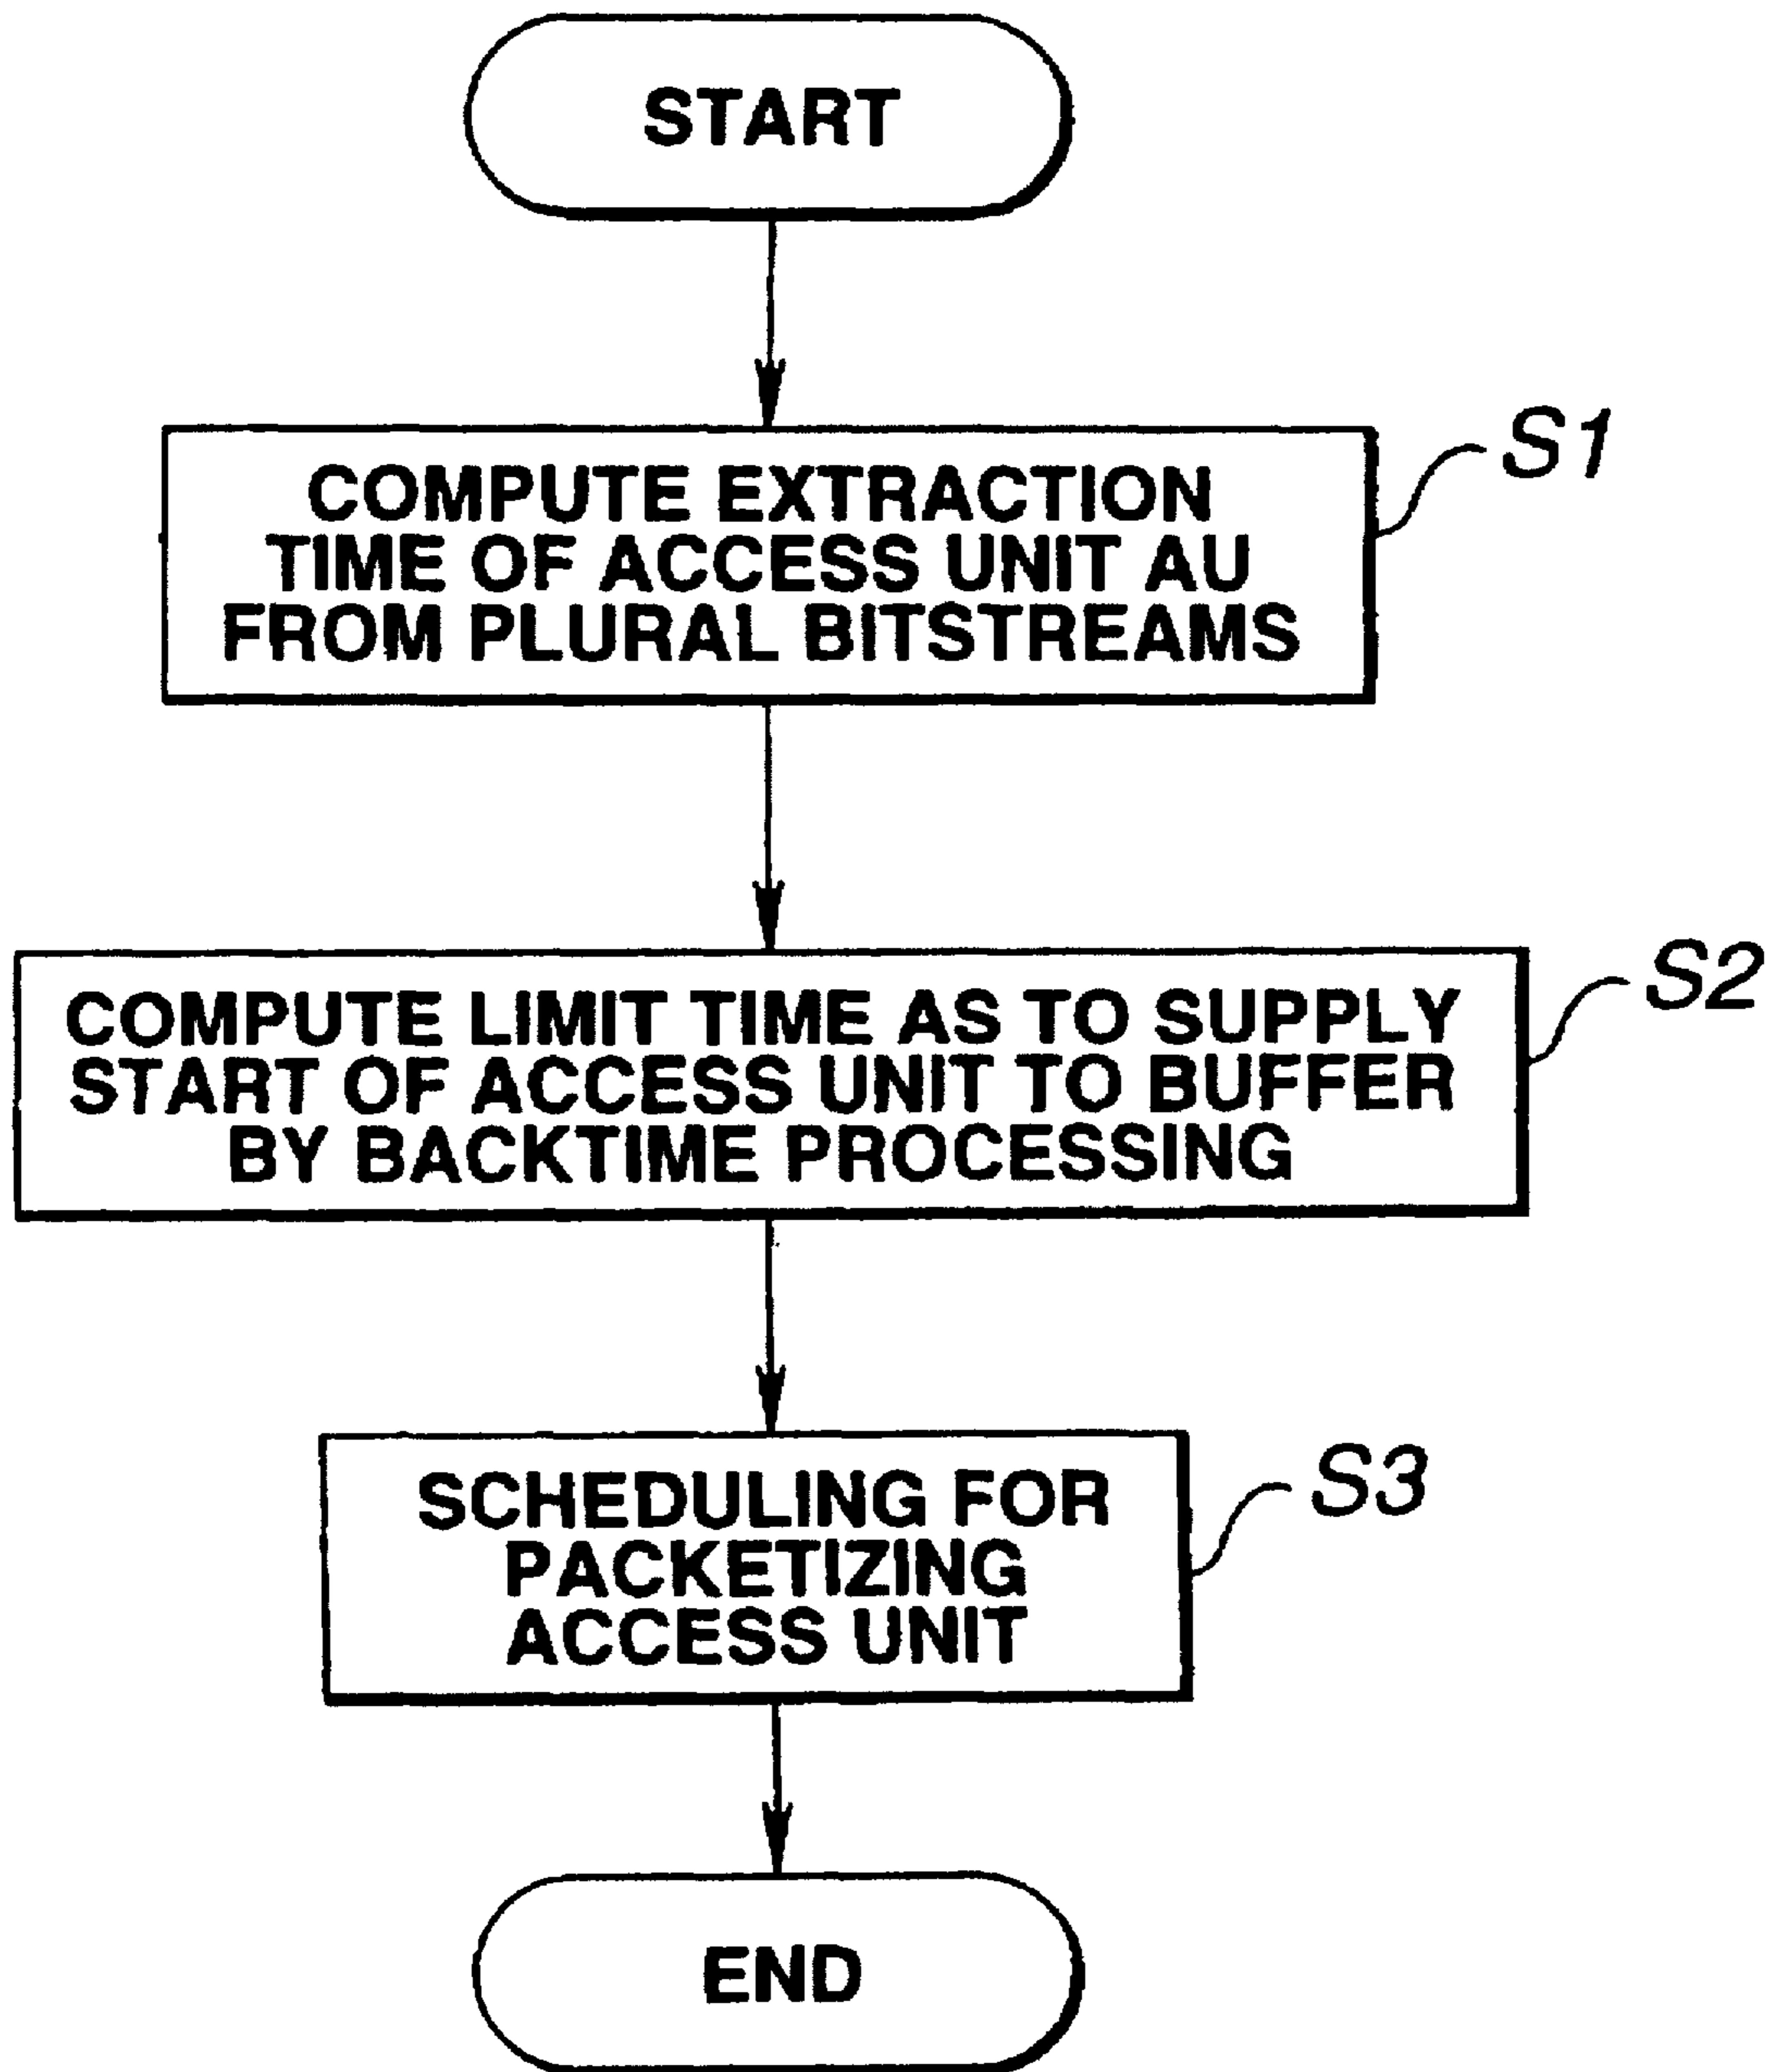 START
COMPUTE EXTRACTION
TIME OF ACCESS UNIT AU
FROM PLURAL BITSTREAMS
S1
COMPUTE LIMIT TIME AS TO SUPPLY
START OF ACCESS UNIT TO BUFFER
BY BACKTIME PROCESSING
S2
SCHEDULING FOR
PACKETIZING
ACCESS UNIT
S3
END